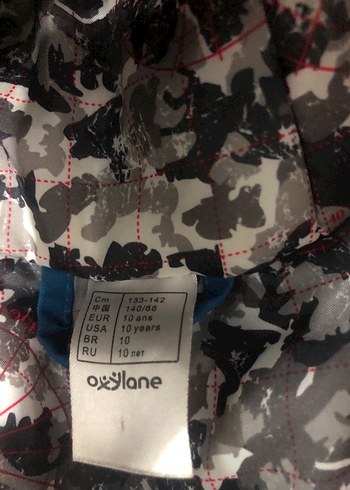 40
Cm 133-142
中国 140/68
EUR 10 ans
USA 10 years
BR 10
RU 10 лет
oxylane